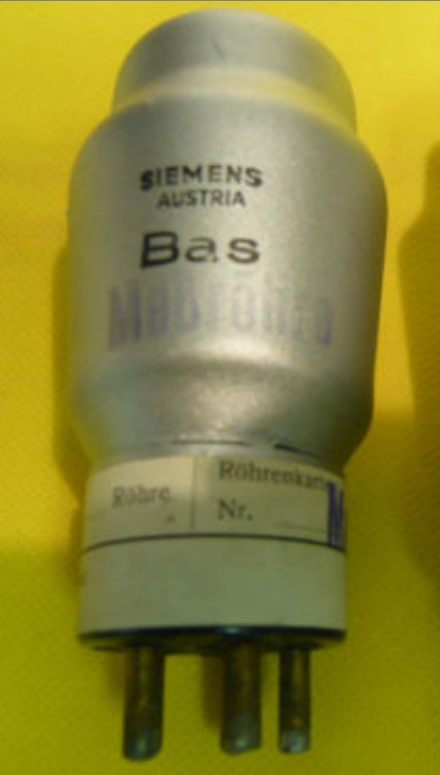 SIEMENS
AUSTRIA
Bas
Röhre
Röhrenkart
Nr.
M